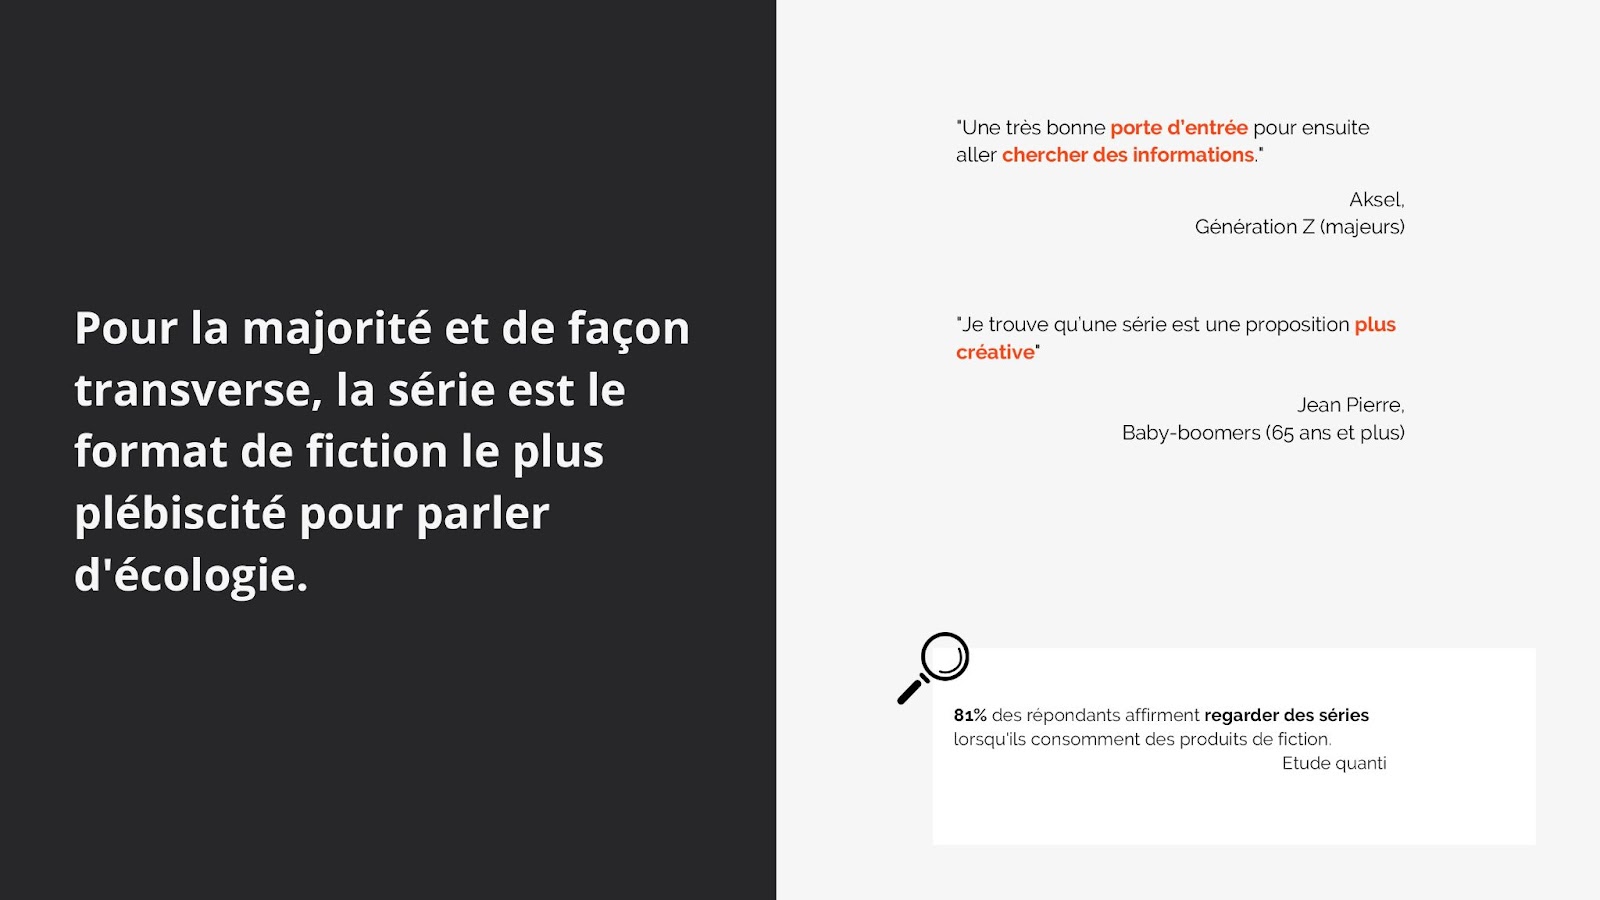 Pour la majorité et de façon
transverse, la série est le
format de fiction le plus
plébiscité pour parler
d'écologie.
"Une très bonne porte d'entrée pour ensuite
aller chercher des informations."
Aksel,
Génération Z (majeurs)
"Je trouve qu'une série est une proposition plus
créative"
Jean Pierre,
Baby-boomers (65 ans et plus)
81% des répondants affirment regarder des séries
lorsqu'ils consomment des produits de fiction.
Etude quanti